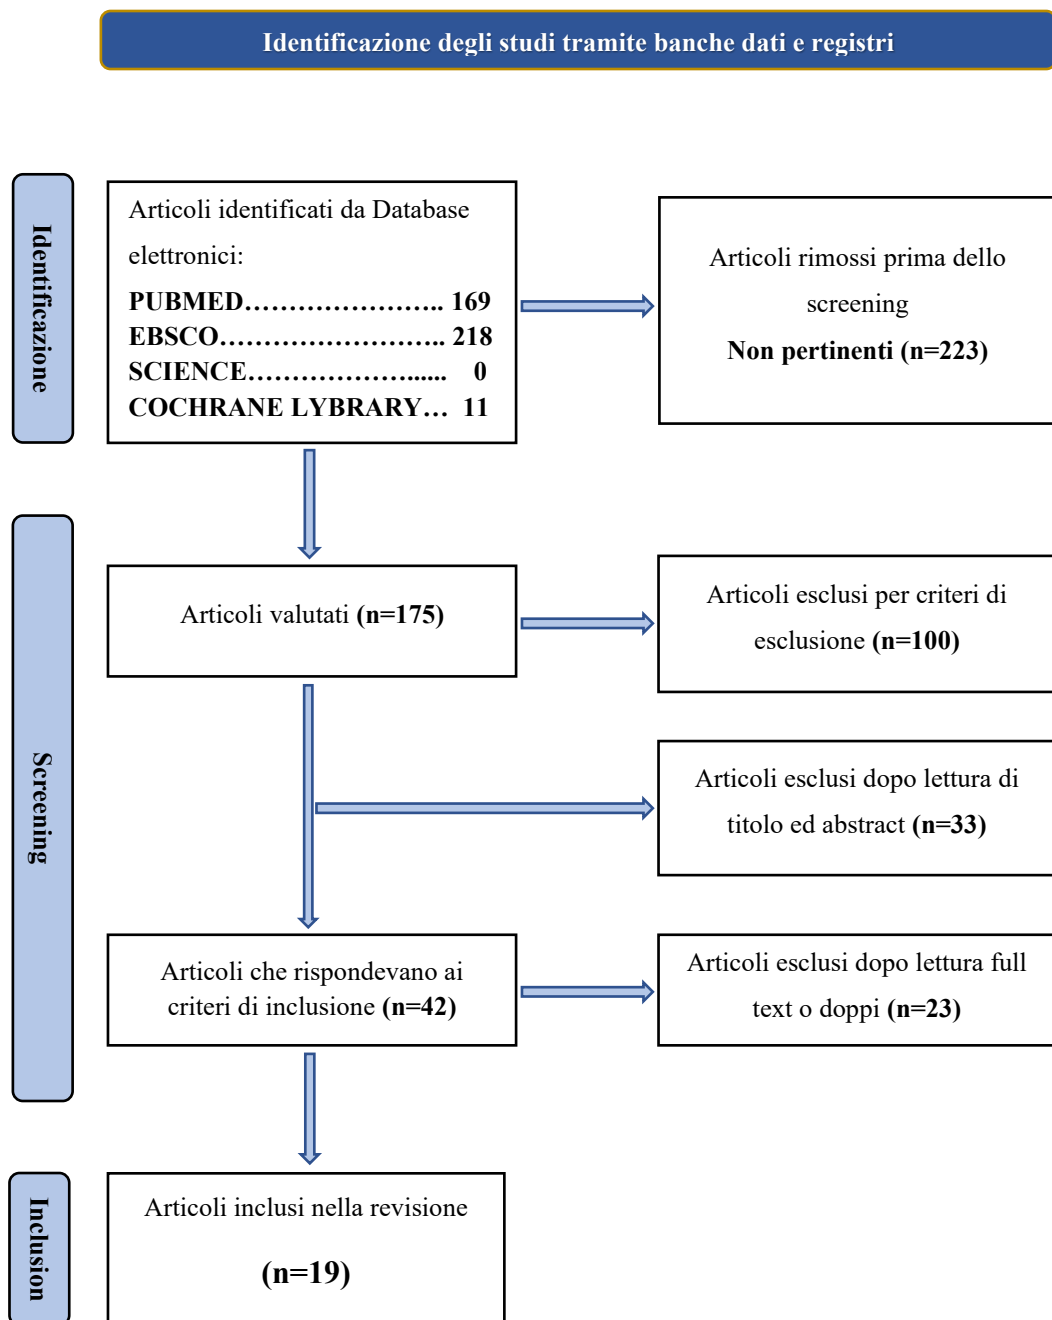 Identificazione degli studi tramite banche dati e registri
Identificazione
Articoli identificati da Database
elettronici:
PUBMED………………….. 169
EBSCO…………………….. 218
SCIENCE………………...... 0
COCHRANE LYBRARY… 11
Articoli rimossi prima dello
screening
Non pertinenti (n=223)
Screening
Articoli valutati (n=175)
Articoli esclusi per criteri di
esclusione (n=100)
Articoli esclusi dopo lettura di
titolo ed abstract (n=33)
Articoli che rispondevano ai
criteri di inclusione (n=42)
Articoli esclusi dopo lettura full
text o doppi (n=23)
Inclusion
Articoli inclusi nella revisione
(n=19)